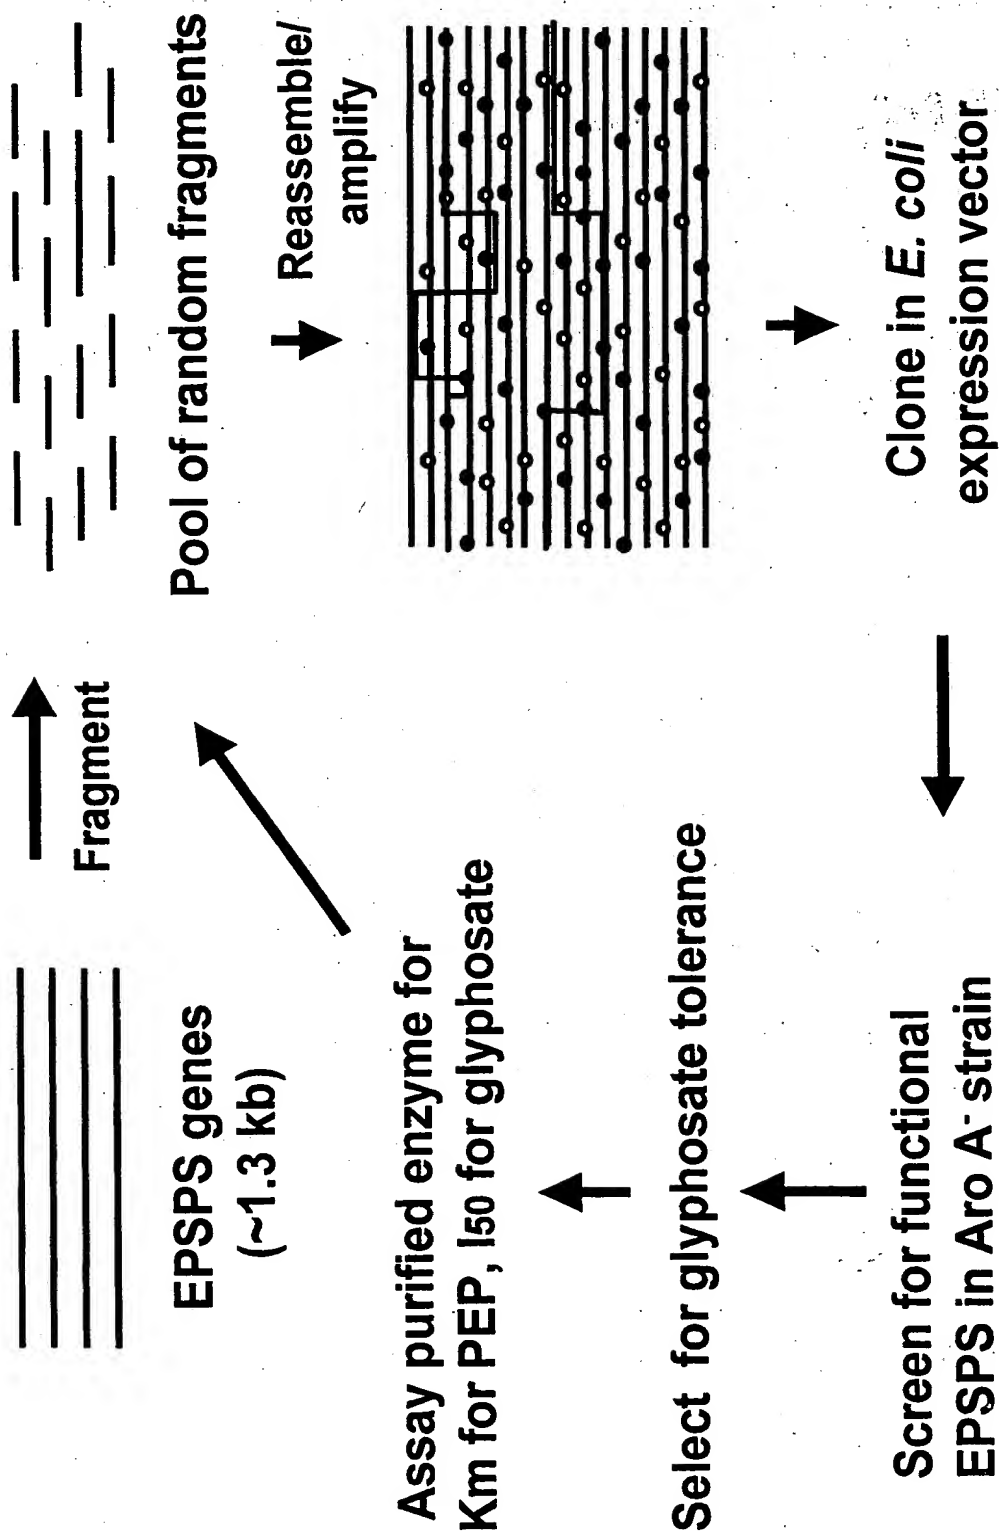 EPSPS genes
(~1.3 kb)
Fragment
Pool of random fragments
Reassemble/
amplify
Clone in E. coli
expression vector
Screen for functional
EPSPS in Aro A- strain
Select for glyphosate tolerance
Assay purified enzyme for
Km for PEP, I50 for glyphosate